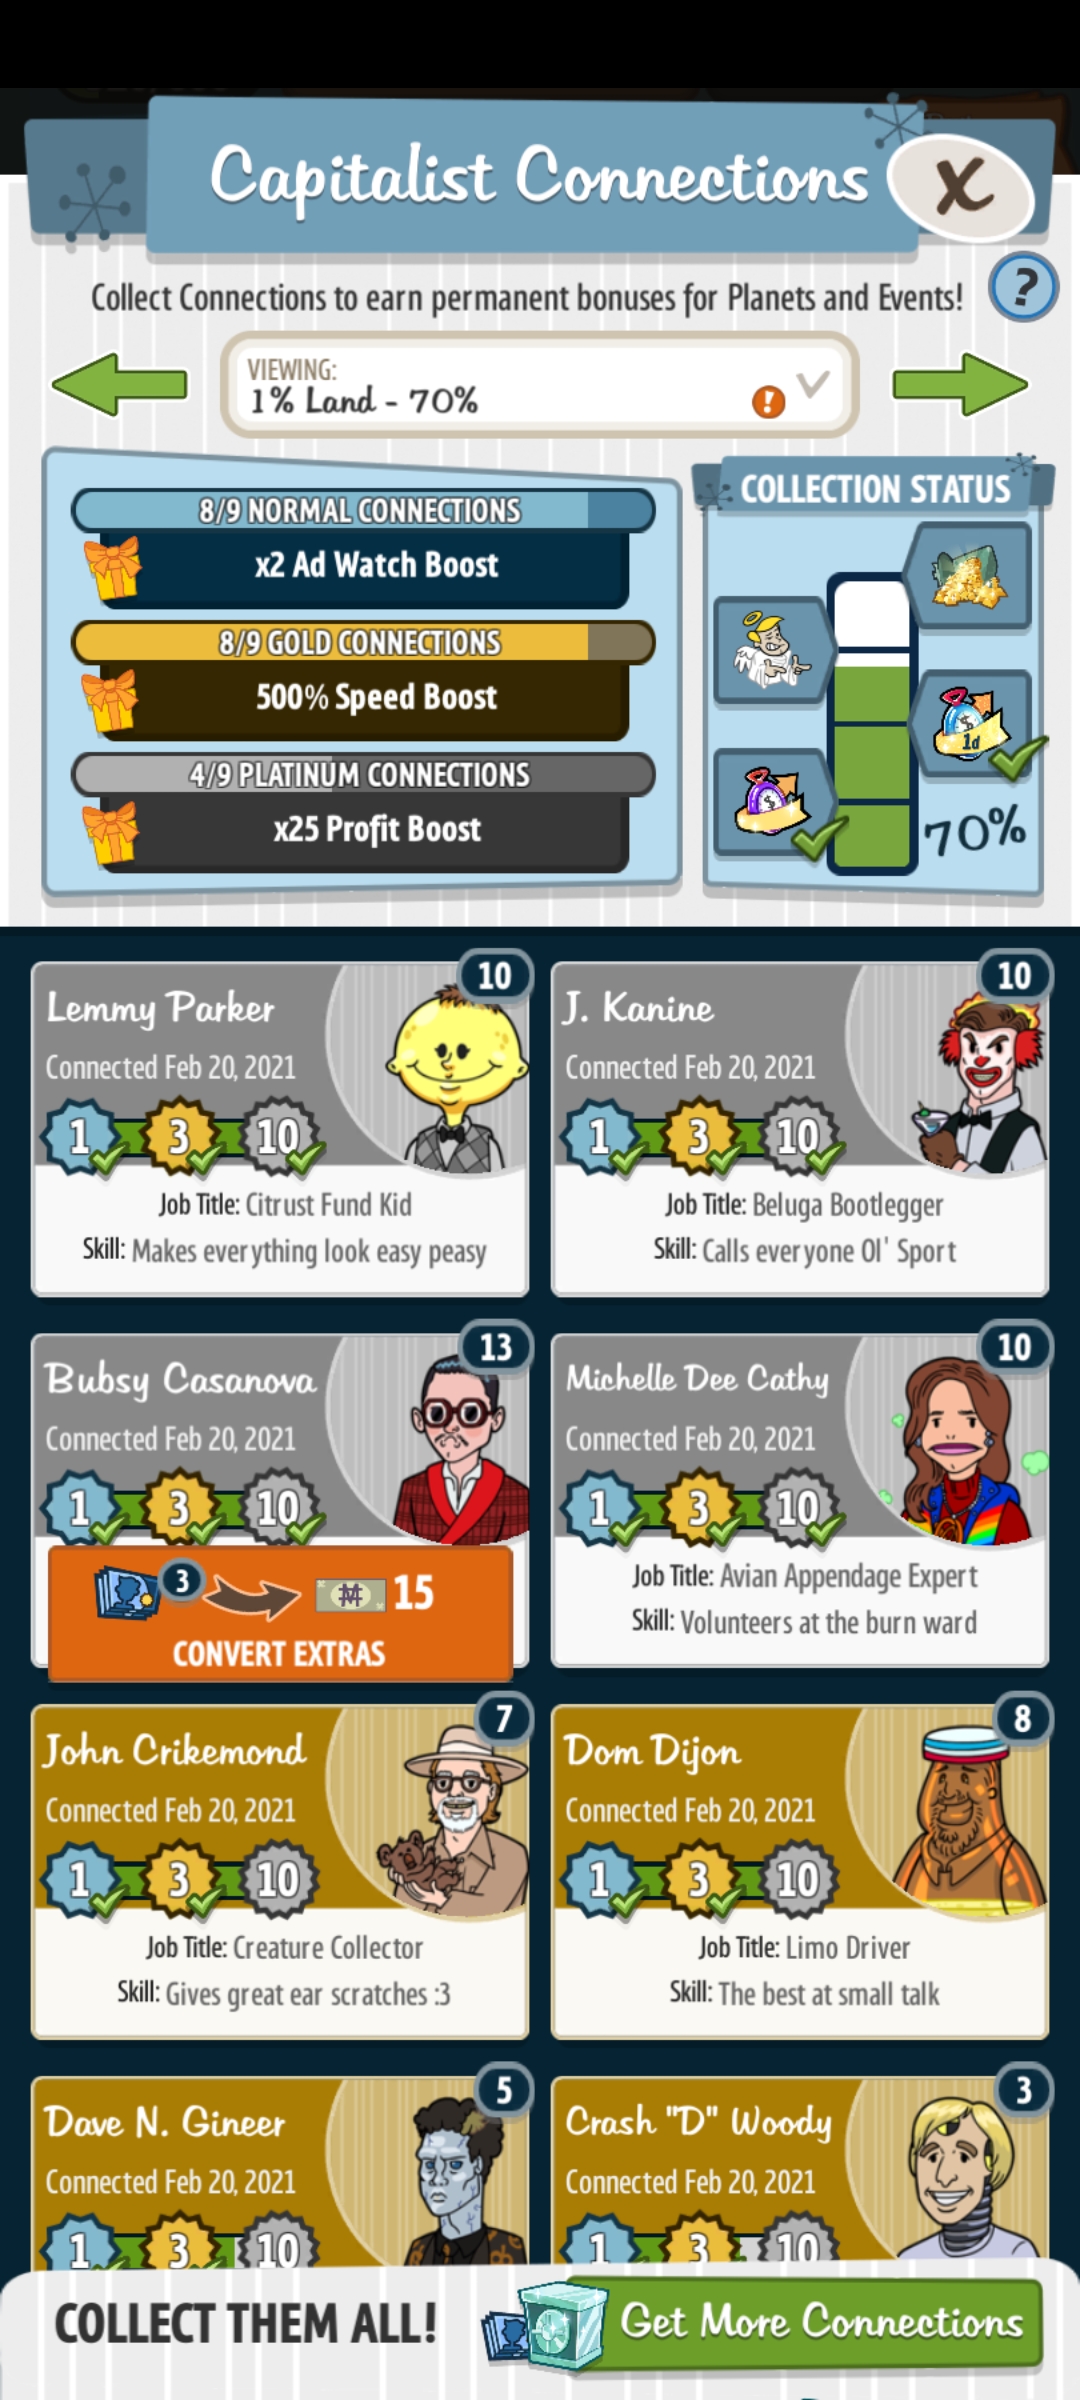 Capitalist Connections
X
Collect Connections to earn permanent bonuses for Planets and Events!
?
VIEWING:
1% Land - 70%
!
8/9 NORMAL CONNECTIONS
x2 Ad Watch Boost
8/9 GOLD CONNECTIONS
500% Speed Boost
4/9 PLATINUM CONNECTIONS
x25 Profit Boost
COLLECTION STATUS
1d
70%
Lemmy Parker
10
Connected Feb 20, 2021
1 3 10
Job Title: Citrust Fund Kid
Skill: Makes everything look easy peasy
J. Kanine
10
Connected Feb 20, 2021
1 3 10
Job Title: Beluga Bootlegger
Skill: Calls everyone Ol' Sport
Bubsy Casanova
13
Connected Feb 20, 2021
1 3 10
3 15
CONVERT EXTRAS
Michelle Dee Cathy
10
Connected Feb 20, 2021
1 3 10
Job Title: Avian Appendage Expert
Skill: Volunteers at the burn ward
John Crikemond
7
Connected Feb 20, 2021
1 3 10
Job Title: Creature Collector
Skill: Gives great ear scratches :3
Dom Dijon
8
Connected Feb 20, 2021
1 3 10
Job Title: Limo Driver
Skill: The best at small talk
Dave N. Gineer
5
Connected Feb 20, 2021
1 3 10
Crash "D" Woody
3
Connected Feb 20, 2021
1 3 10
COLLECT THEM ALL!
Get More Connections